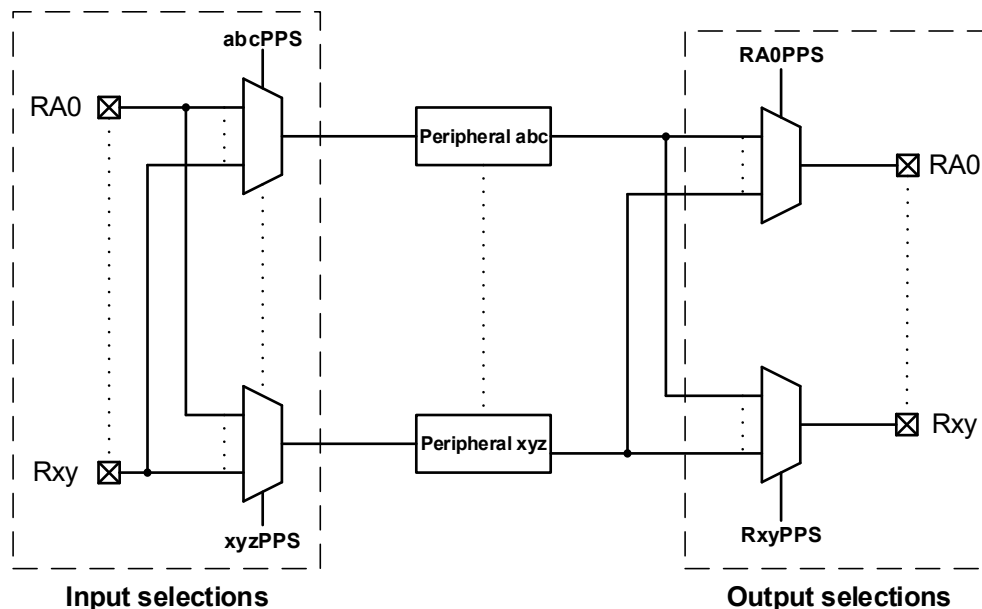 abcPPS
RA0PPS
RA0
Peripheral abc
RA0
Rxy
Peripheral xyz
Rxy
xyzPPS
RxyPPS
Input selections
Output selections